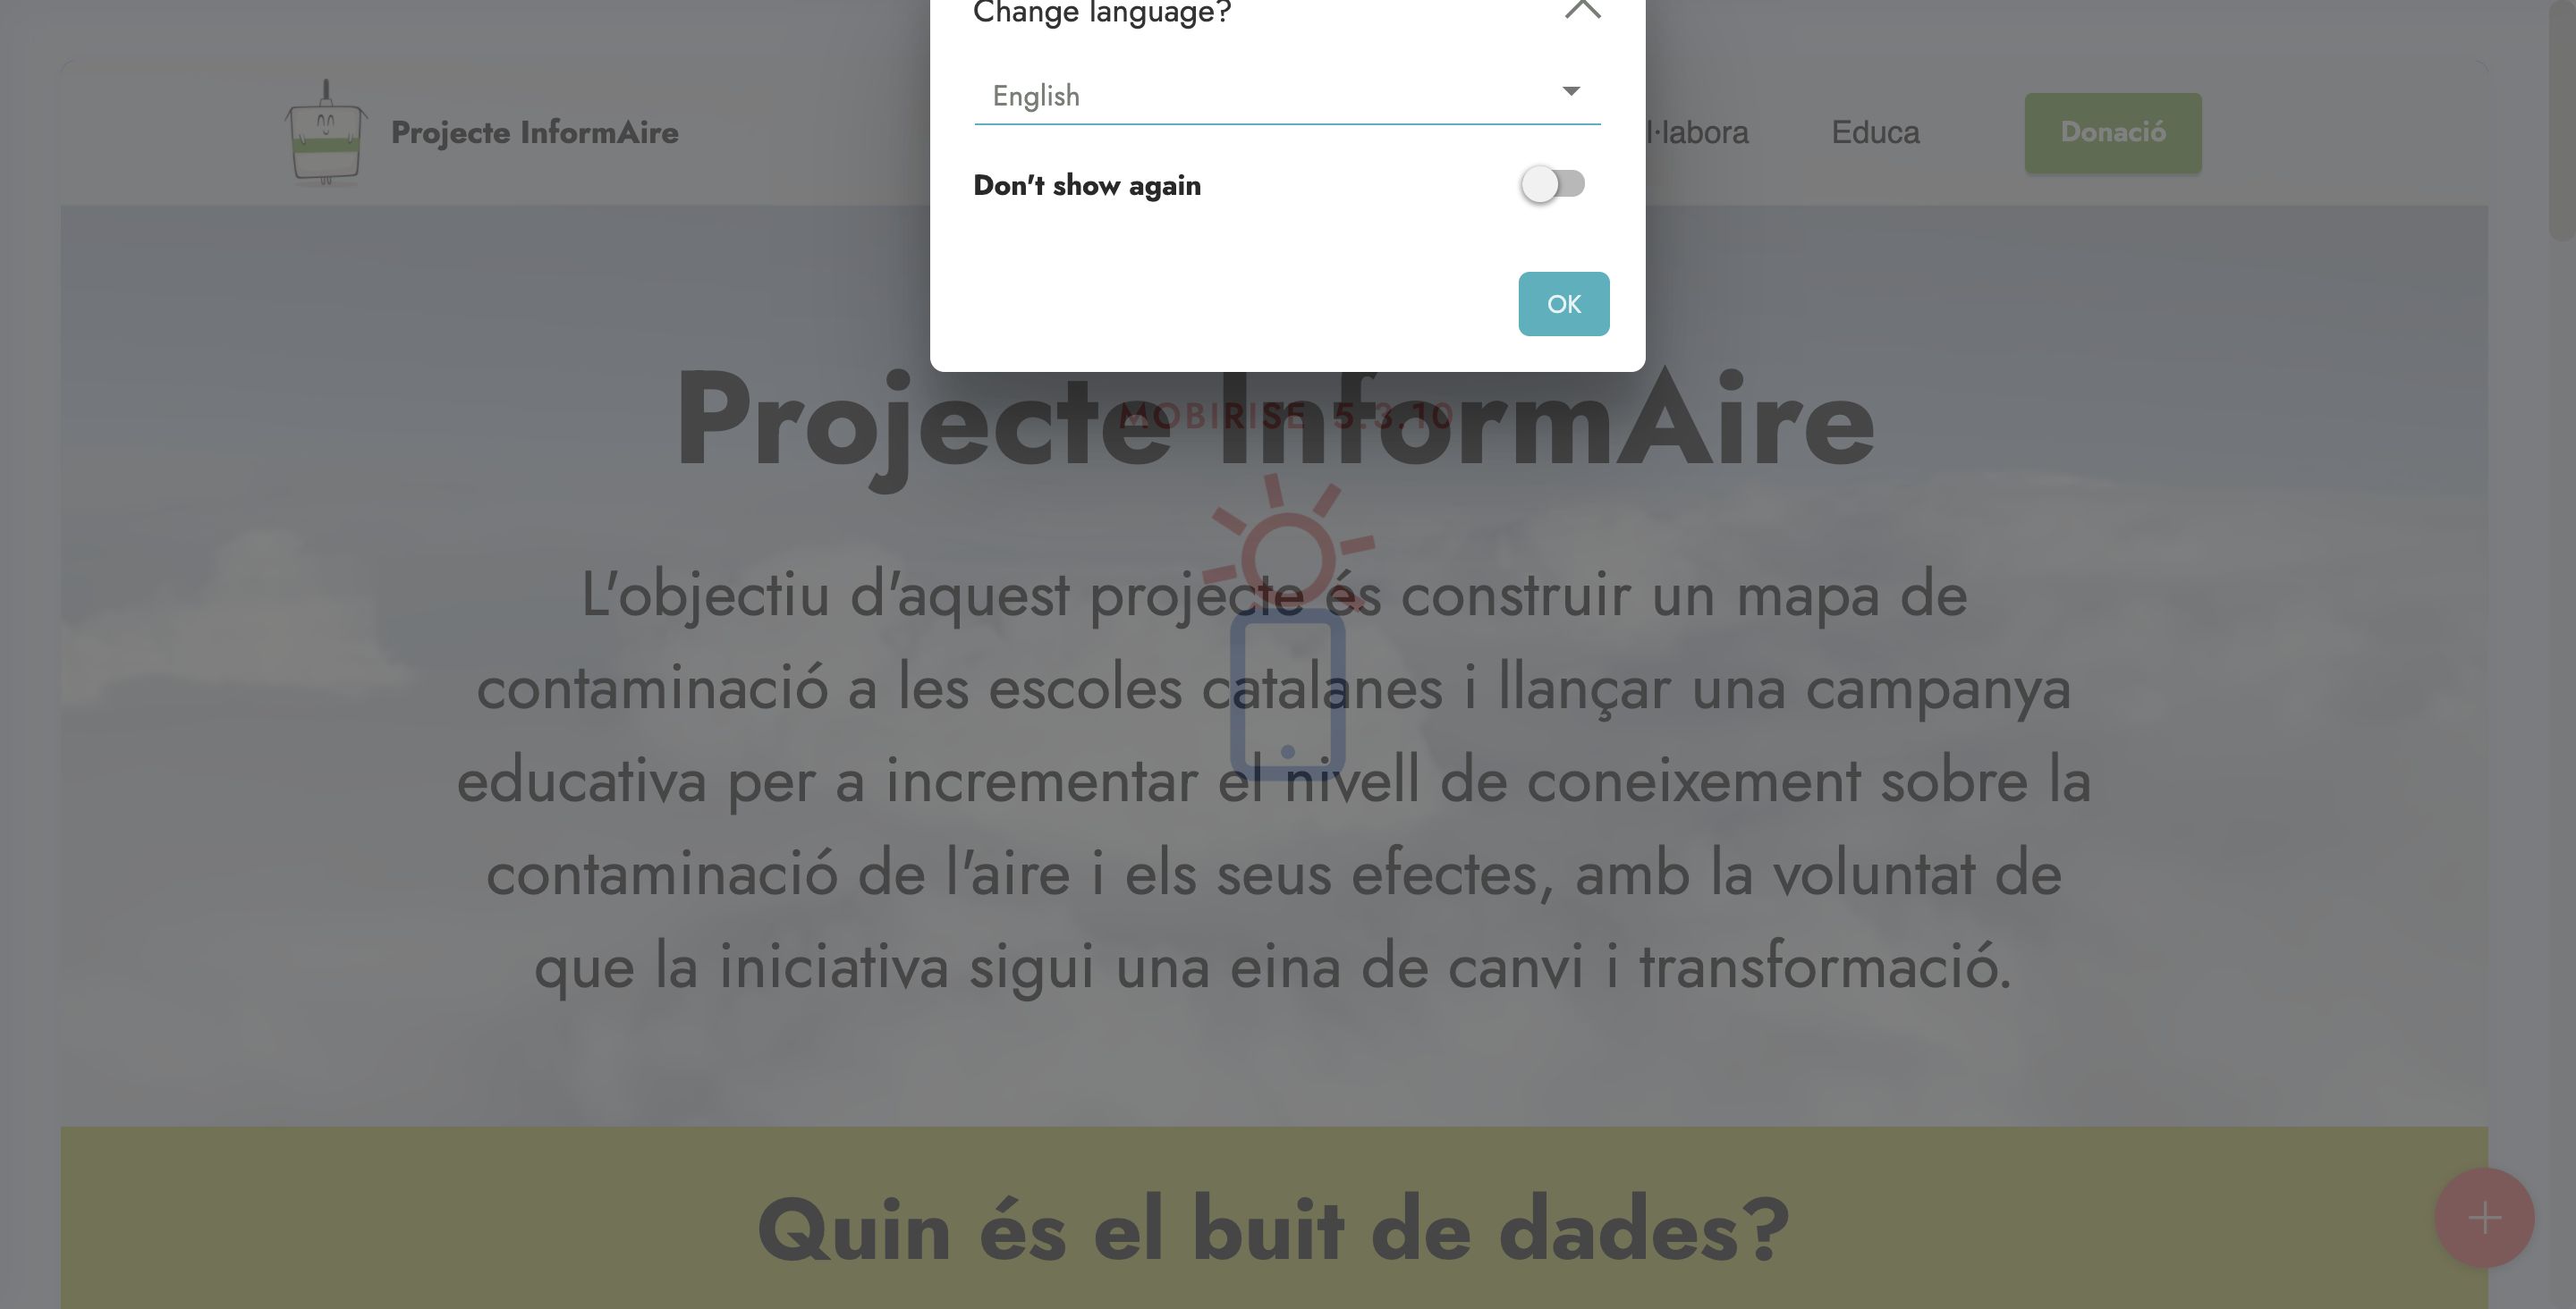 Change language?
English
Don't show again
OK
Projecte InformAire
l·labora
Educa
Donació
Projecte InformAire
MOBIRISE 5.3.10
L'objectiu d'aquest projecte és construir un mapa de
contaminació a les escoles catalanes i llançar una campanya
educativa per a incrementar el nivell de coneixement sobre la
contaminació de l'aire i els seus efectes, amb la voluntat de
que la iniciativa sigui una eina de canvi i transformació.
Quin és el buit de dades?